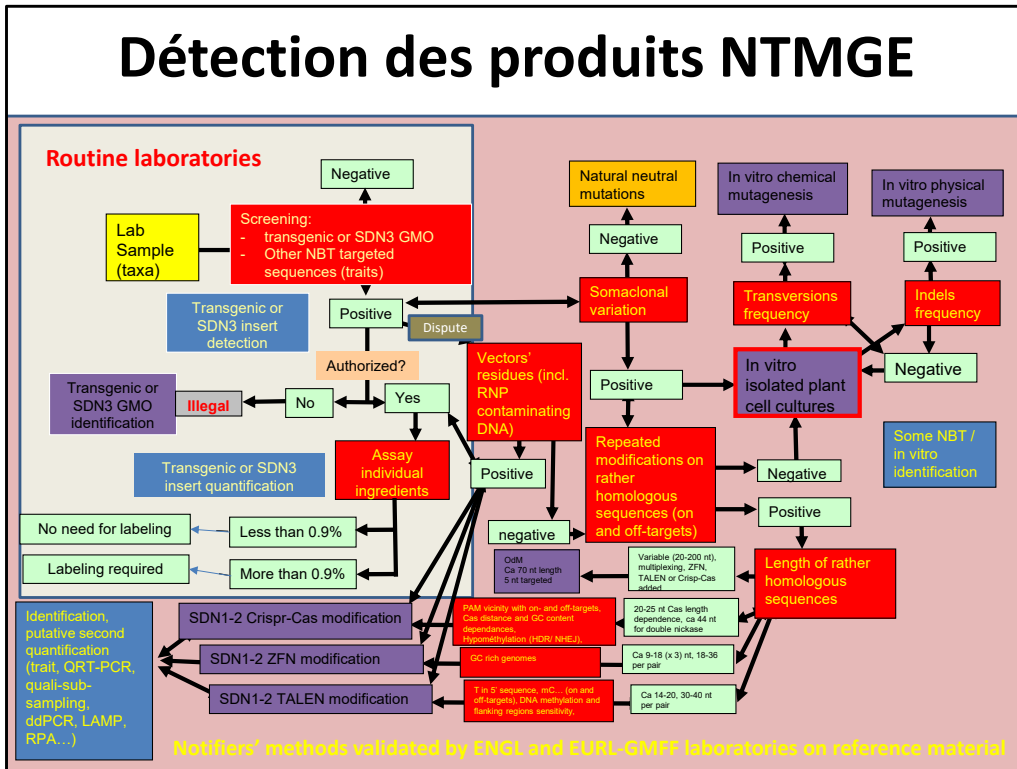 Détection des produits NTMGE
Routine laboratories
Negative
Lab
Sample
(taxa)
Screening:
- transgenic or SDN3 GMO
- Other NBT targeted
sequences (traits)
Transgenic or
SDN3 insert
detection
Positive
Dispute
Authorized?
Transgenic or
SDN3 GMO
identification
Illegal
No
Yes
Transgenic or SDN3
insert quantification
Assay
individual
ingredients
No need for labeling
Less than 0.9%
Labeling required
More than 0.9%
Vectors'
residues (incl.
RNP
contaminating
DNA)
Positive
negative
Natural neutral
mutations
Negative
Somaclonal
variation
Positive
Repeated
modifications on
rather
homologous
sequences (on
and off-targets)
In vitro chemical
mutagenesis
Positive
Transversions
frequency
In vitro physical
mutagenesis
Positive
Indels
frequency
Negative
In vitro
isolated plant
cell cultures
Some NBT /
in vitro
identification
Negative
Positive
Length of rather
homologous
sequences
OdM
Ca 70 nt length
5 nt targeted
Variable (20-200 nt),
multiplexing, ZFN,
TALEN or Crisp-Cas
added
Identification,
putative second
quantification
(trait, QRT-PCR,
quali-sub-
sampling,
ddPCR, LAMP,
RPA…)
SDN1-2 Crispr-Cas modification
PAM vicinity with on- and off-targets,
Cas distance and GC content
dependances,
Hypométhylation (HDR/ NHEJ),
20-25 nt Cas length
dependence, ca 44 nt
for double nickase
SDN1-2 ZFN modification
GC rich genomes
Ca 9-18 (x 3) nt, 18-36
per pair
SDN1-2 TALEN modification
T in 5' sequence, mC… (on and
off-targets), DNA methylation and
flanking regions sensitivity,
Ca 14-20, 30-40 nt
per pair
Notifiers' methods validated by ENGL and EURL-GMFF laboratories on reference material